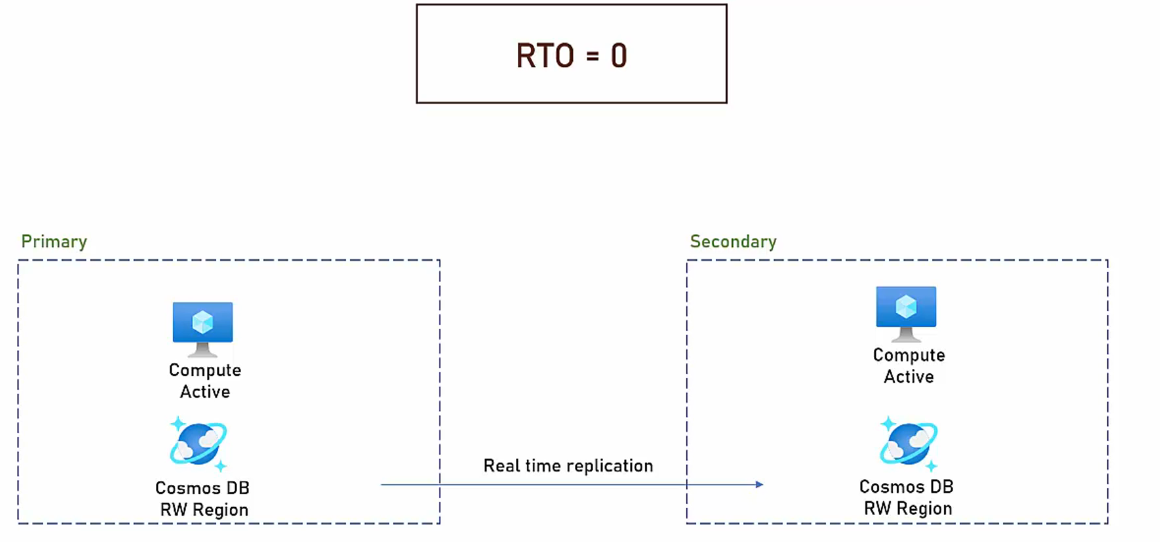 RTO = 0
Primary
Secondary
Compute
Active
Compute
Active
Real time replication
Cosmos DB
RW Region
Cosmos DB
RW Region